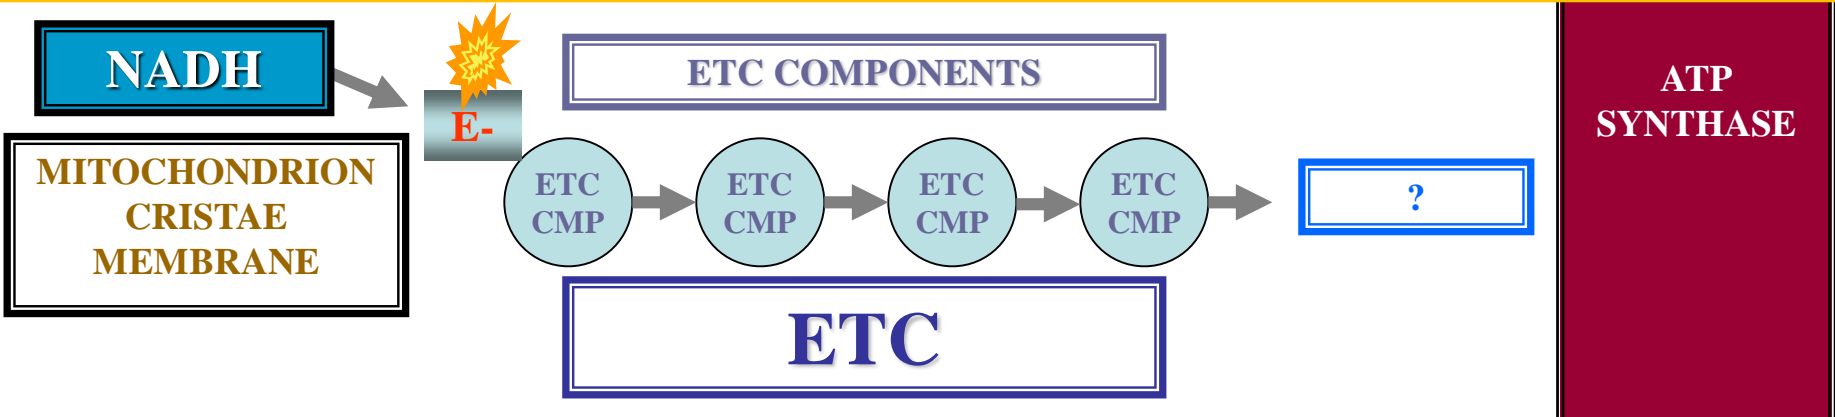 NADH
E-
ETC COMPONENTS
ATP
SYNTHASE
MITOCHONDRION
CRISTAE
MEMBRANE
ETC
CMP
ETC
CMP
ETC
CMP
ETC
CMP
?
ETC